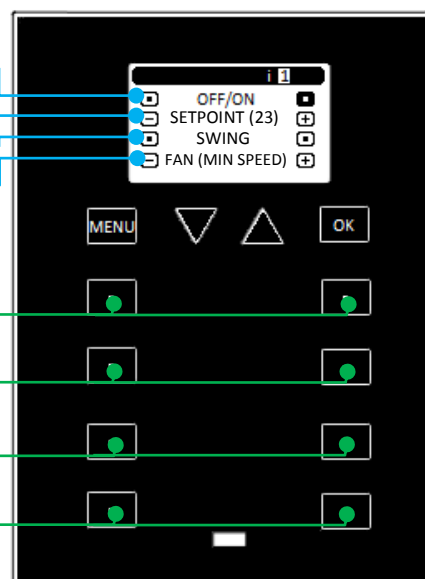 i 1
OFF/ON
SETPOINT (23)
SWING
FAN (MIN SPEED)
MENU OK